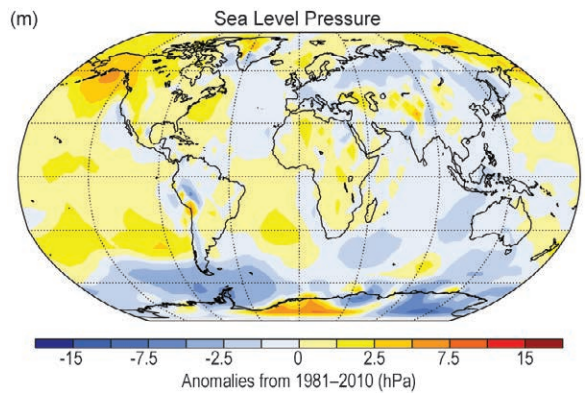 (m) Sea Level Pressure
-15 -7.5 -2.5 0 2.5 7.5 15
Anomalies from 1981–2010 (hPa)